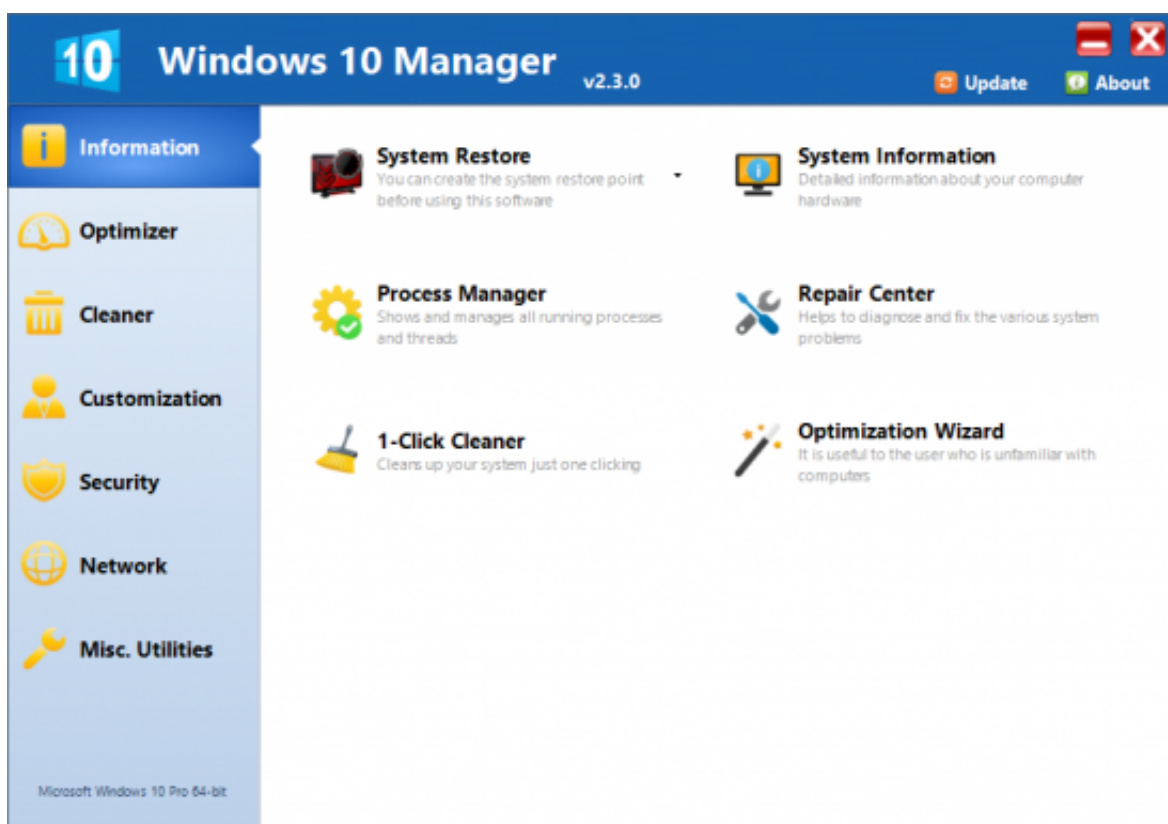 10 Windows 10 Manager v2.3.0
Update About
Information
Optimizer
Cleaner
Customization
Security
Network
Misc. Utilities
Microsoft Windows 10 Pro 64-bit
System Restore
You can create the system restore point
before using this software
System Information
Detailed information about your computer
hardware
Process Manager
Shows and manages all running processes
and threads
Repair Center
Helps to diagnose and fix the various system
problems
1-Click Cleaner
Cleans up your system just one clicking
Optimization Wizard
It is useful to the user who is unfamiliar with
computers